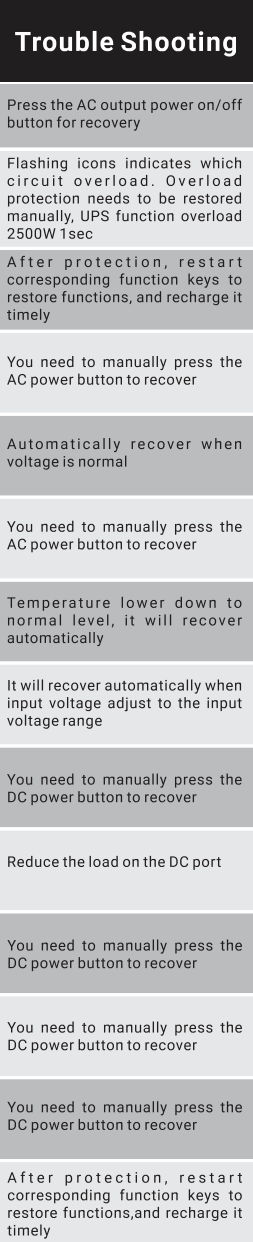 Trouble Shooting
Press the AC output power on/off
button for recovery
Flashing icons indicates which
circuit overload. Overload
protection needs to be restored
manually, UPS function overload
2500W 1sec
After protection, restart
corresponding function keys to
restore functions, and recharge it
timely
You need to manually press the
AC power button to recover
Automatically recover when
voltage is normal
You need to manually press the
AC power button to recover
Temperature lower down to
normal level, it will recover
automatically
It will recover automatically when
input voltage adjust to the input
voltage range
You need to manually press the
DC power button to recover
Reduce the load on the DC port
You need to manually press the
DC power button to recover
You need to manually press the
DC power button to recover
You need to manually press the
DC power button to recover
After protection, restart
corresponding function keys to
restore functions,and recharge it
timely